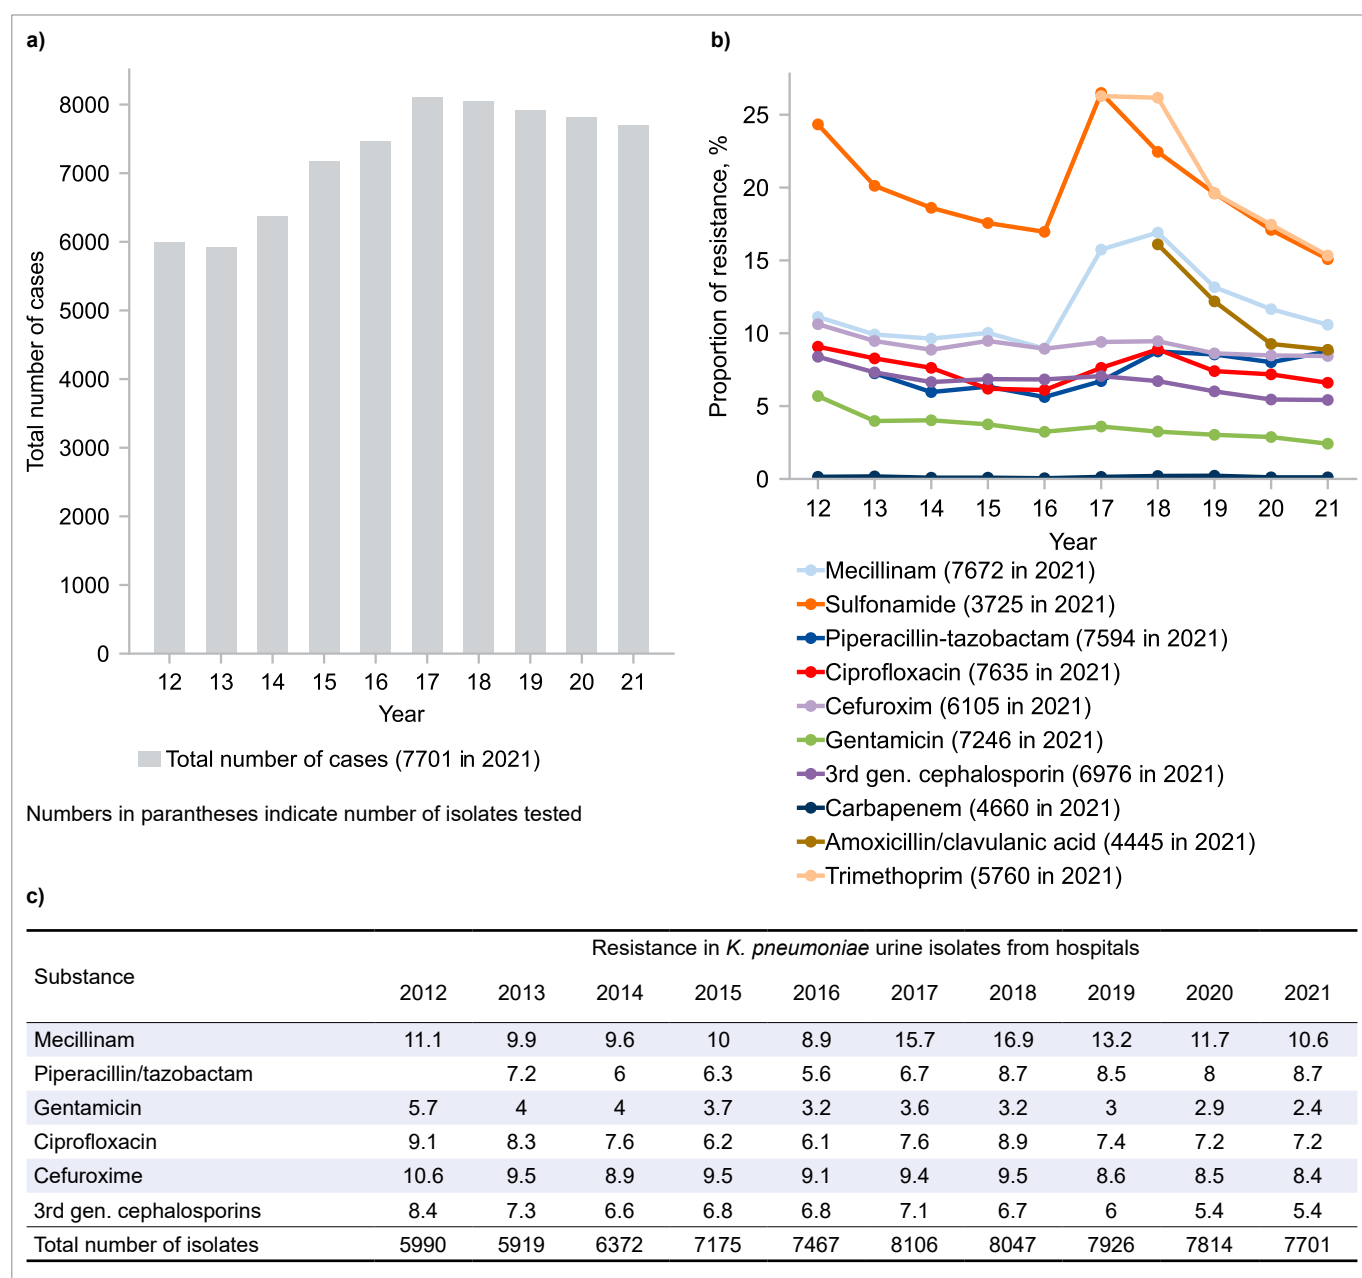 a)
8000
7000
6000
5000
4000
3000
2000
1000
0
Total number of cases
12 13 14 15 16 17 18 19 20 21
Year
Total number of cases (7701 in 2021)
Numbers in parantheses indicate number of isolates tested
b)
25
20
15
10
5
0
Proportion of resistance, %
12 13 14 15 16 17 18 19 20 21
Year
Mecillinam (7672 in 2021)
Sulfonamide (3725 in 2021)
Piperacillin-tazobactam (7594 in 2021)
Ciprofloxacin (7635 in 2021)
Cefuroxim (6105 in 2021)
Gentamicin (7246 in 2021)
3rd gen. cephalosporin (6976 in 2021)
Carbapenem (4660 in 2021)
Amoxicillin/clavulanic acid (4445 in 2021)
Trimethoprim (5760 in 2021)
c)
Resistance in K. pneumoniae urine isolates from hospitals
Substance 2012 2013 2014 2015 2016 2017 2018 2019 2020 2021
Mecillinam 11.1 9.9 9.6 10 8.9 15.7 16.9 13.2 11.7 10.6
Piperacillin/tazobactam 7.2 6 6.3 5.6 6.7 8.7 8.5 8 8.7
Gentamicin 5.7 4 4 3.7 3.2 3.6 3.2 3 2.9 2.4
Ciprofloxacin 9.1 8.3 7.6 6.2 6.1 7.6 8.9 7.4 7.2 7.2
Cefuroxime 10.6 9.5 8.9 9.5 9.1 9.4 9.5 8.6 8.5 8.4
3rd gen. cephalosporins 8.4 7.3 6.6 6.8 6.8 7.1 6.7 6 5.4 5.4
Total number of isolates 5990 5919 6372 7175 7467 8106 8047 7926 7814 7701